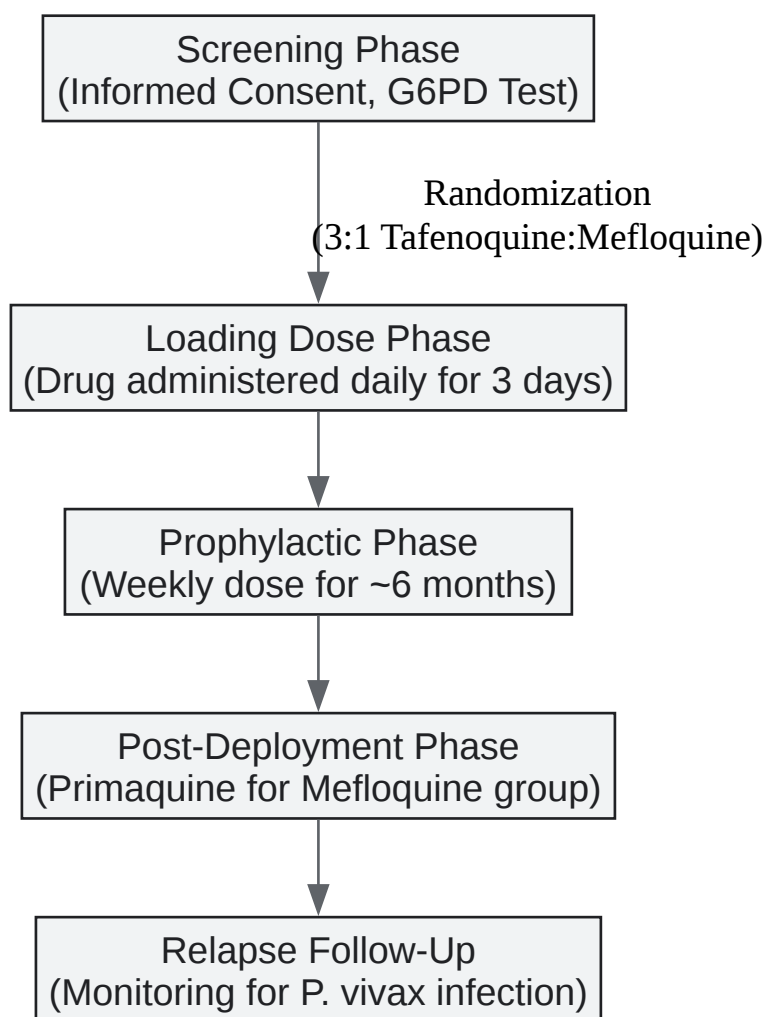 Screening Phase
(Informed Consent, G6PD Test)
Randomization
(3:1 Tafenoquine:Mefloquine)
Loading Dose Phase
(Drug administered daily for 3 days)
Prophylactic Phase
(Weekly dose for ~6 months)
Post-Deployment Phase
(Primaquine for Mefloquine group)
Relapse Follow-Up
(Monitoring for P. vivax infection)